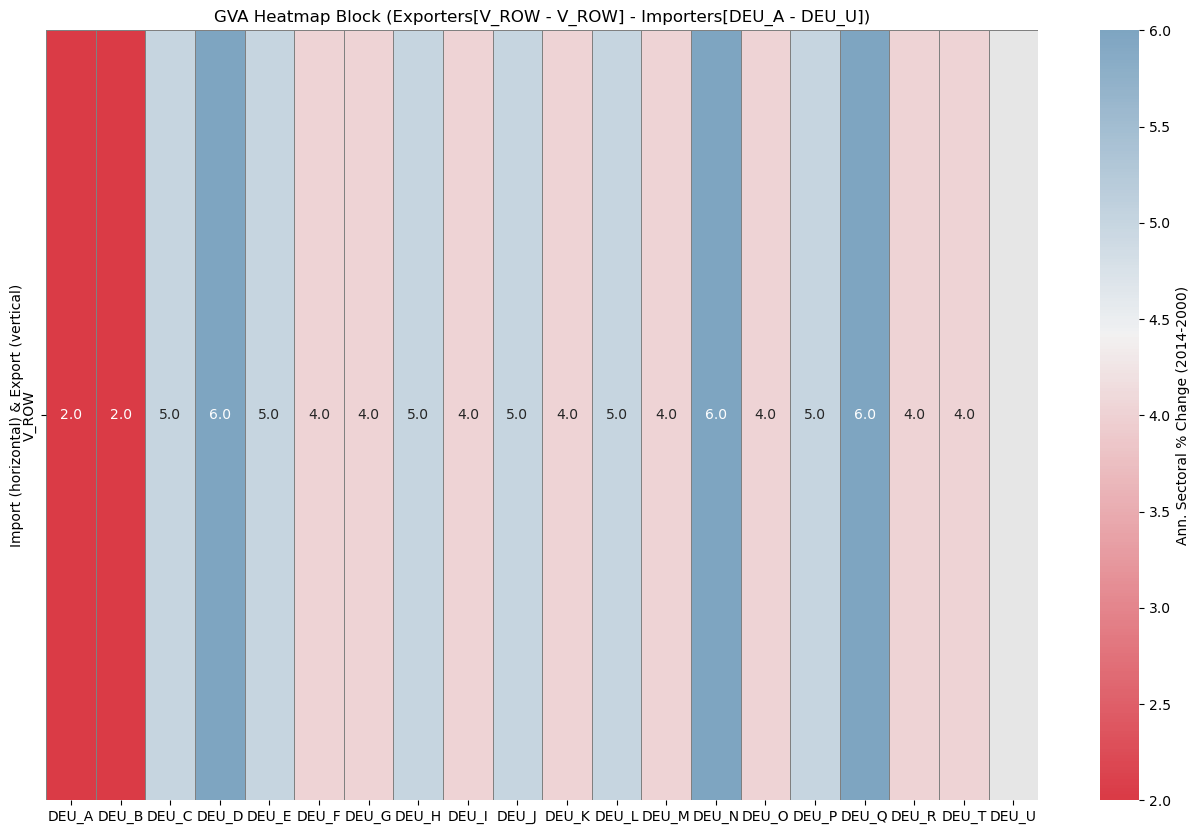 GVA Heatmap Block (Exporters[V_ROW - V_ROW] - Importers[DEU_A - DEU_U])
Import (horizontal) & Export (vertical)
V_ROW
2.0 2.0 5.0 6.0 5.0 4.0 4.0 5.0 4.0 5.0 4.0 5.0 4.0 6.0 4.0 5.0 6.0 4.0 4.0
DEU_A DEU_B DEU_C DEU_D DEU_E DEU_F DEU_G DEU_H DEU_I DEU_J DEU_K DEU_L DEU_M DEU_N DEU_O DEU_P DEU_Q DEU_R DEU_T DEU_U
6.0
5.5
5.0
4.5
4.0
3.5
3.0
2.5
2.0
Ann. Sectoral % Change (2014-2000)